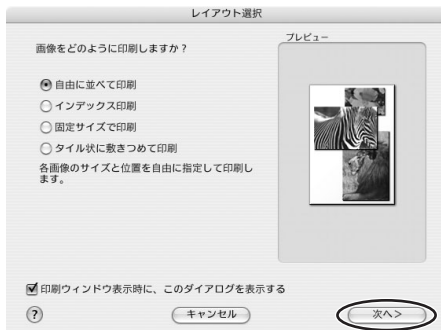 レイアウト選択
画像をどのように印刷しますか？
プレビュー
自由に並べて印刷
インデックス印刷
固定サイズで印刷
タイル状に敷きつめて印刷
各画像のサイズと位置を自由に指定して印刷し
ます。
印刷ウィンドウ表示時に、このダイアログを表示する
?
キャンセル
次へ>